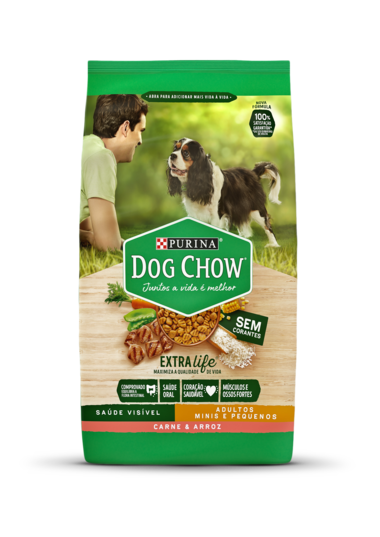 • ABRA PARA ADICIONAR MAIS VIDA À VIDA •
NOVA FÓRMULA
100%
SATISFAÇÃO
GARANTIDA
PURINA®
DOG CHOW®
Juntos a vida é melhor
SEM
CORANTES
EXTRA life
MAXIMIZA A QUALIDADE DE VIDA
COMPROVADO
SAÚDE
ORAL
CORAÇÃO
SAUDÁVEL
MÚSCULOS E
OSSOS FORTES
SAÚDE VISÍVEL
ADULTOS
MINIS E PEQUENOS
CARNE & ARROZ